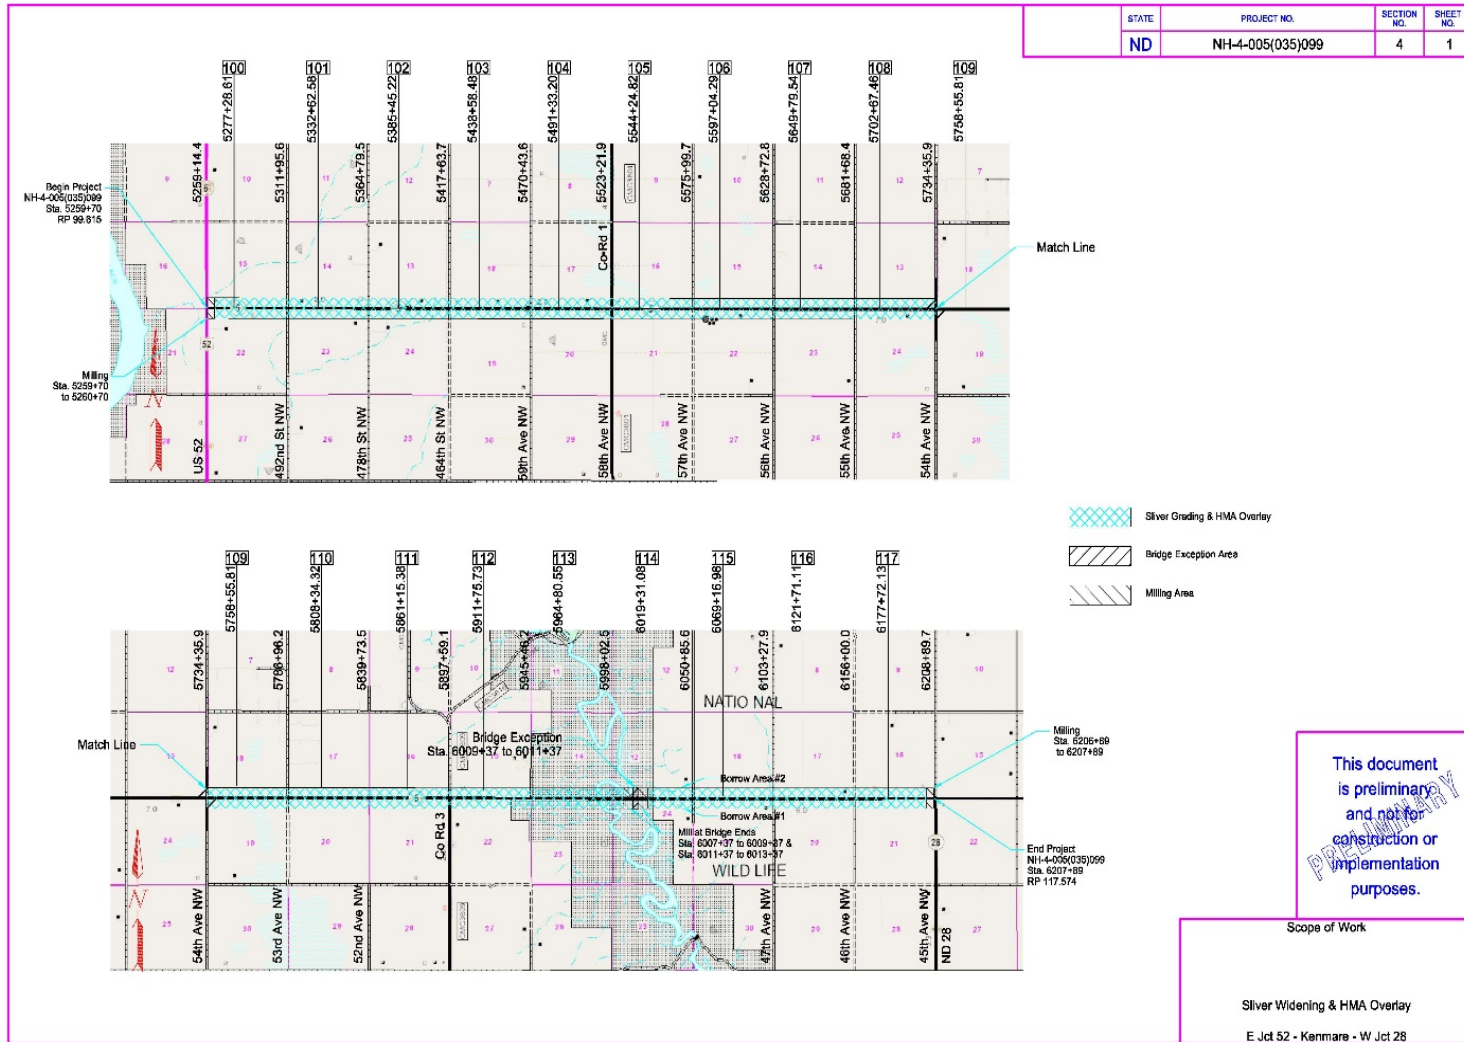 STATE
PROJECT NO.
SECTION NO.
SHEET NO.
ND
NH-4-005(035)099
4
1
100
101
102
103
104
105
106
107
108
109
5277+28.61
5332+62.58
5385+45.22
5438+58.48
5491+33.20
5544+24.82
5597+04.29
5649+79.54
5702+67.46
5758+55.81
5259+14.4
5311+95.6
5364+79.5
5417+63.7
5470+43.6
5523+21.9
5575+99.7
5628+72.8
5681+68.4
5734+35.9
Begin Project
NH-4-005(035)099
Sta. 5259+70
RP 99.815
Co Rd 1
Match Line
52
Milling
Sta. 5259+70
to 5260+70
N
US 52
492nd St NW
478th St NW
464th St NW
59th Ave NW
58th Ave NW
57th Ave NW
56th Ave NW
55th Ave NW
54th Ave NW
Sliver Grading & HMA Overlay
Bridge Exception Area
Milling Area
109
110
111
112
113
114
115
116
117
5758+55.81
5808+34.32
5861+15.38
5911+75.73
5964+80.55
6019+31.08
6069+16.98
6121+71.11
6177+72.13
5734+35.9
5786+96.2
5839+73.5
5897+59.1
5945+46.2
5998+02.5
6050+85.6
6103+27.9
6156+00.0
6208+89.7
NATIO NAL
Match Line
Bridge Exception
Sta. 6009+37 to 6011+37
Milling
Sta. 6206+89
to 6207+89
Borrow Area #2
Borrow Area #1
Co Rd 3
Mill at Bridge Ends
Sta. 6007+37 to 6009+37 &
Sta. 6011+37 to 6013+37
WILD LIFE
28
End Project
NH-4-005(035)099
Sta. 6207+89
RP 117.574
N
54th Ave NW
53rd Ave NW
52nd Ave NW
47th Ave NW
46th Ave NW
45th Ave NW
ND 28
This document
is preliminary
and not for
construction or
implementation
purposes.
PRELIMINARY
Scope of Work
Sliver Widening & HMA Overlay
E Jct 52 - Kenmare - W Jct 28